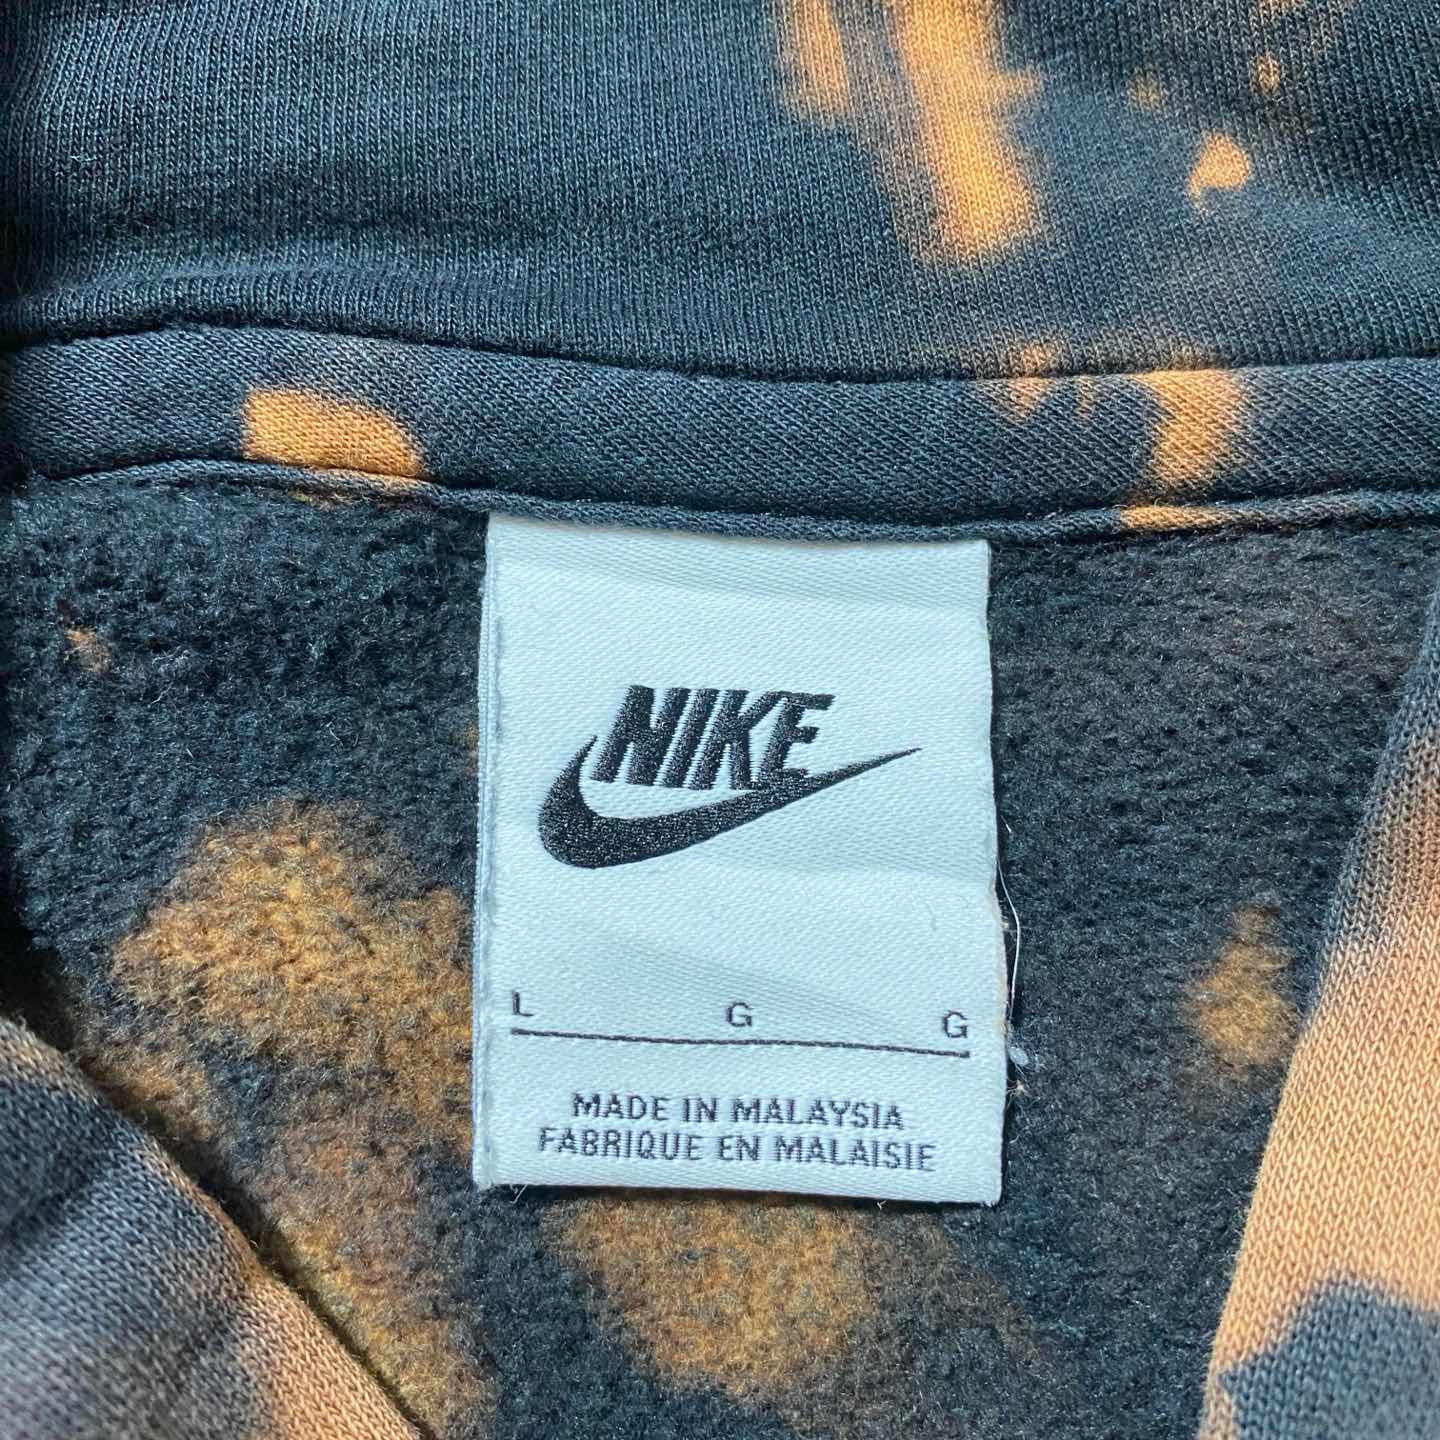 NIKE
L G G
MADE IN MALAYSIA
FABRIQUE EN MALAISIE